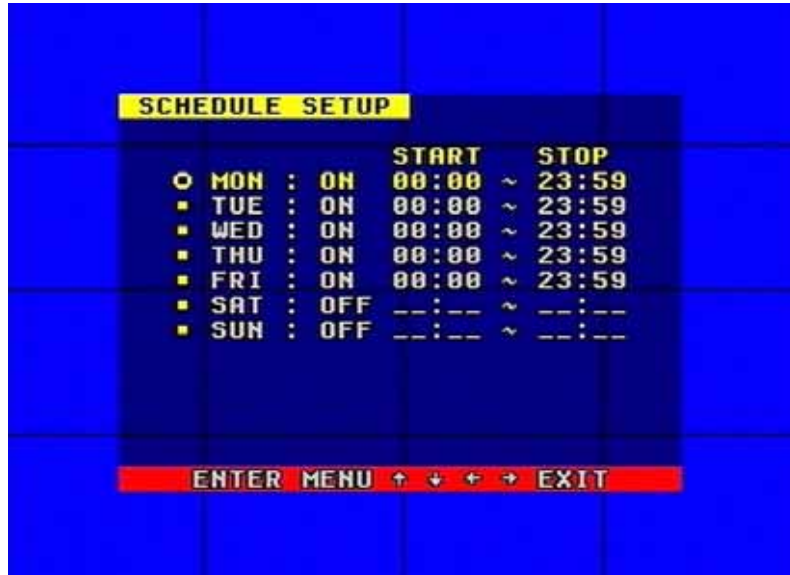 SCHEDULE SETUP
START STOP
MON : ON 00:00 ~ 23:59
TUE : ON 00:00 ~ 23:59
WED : ON 00:00 ~ 23:59
THU : ON 00:00 ~ 23:59
FRI : ON 00:00 ~ 23:59
SAT : OFF __:__ ~ __:__
SUN : OFF __:__ ~ __:__
ENTER MENU ↑ ↓ ← → EXIT